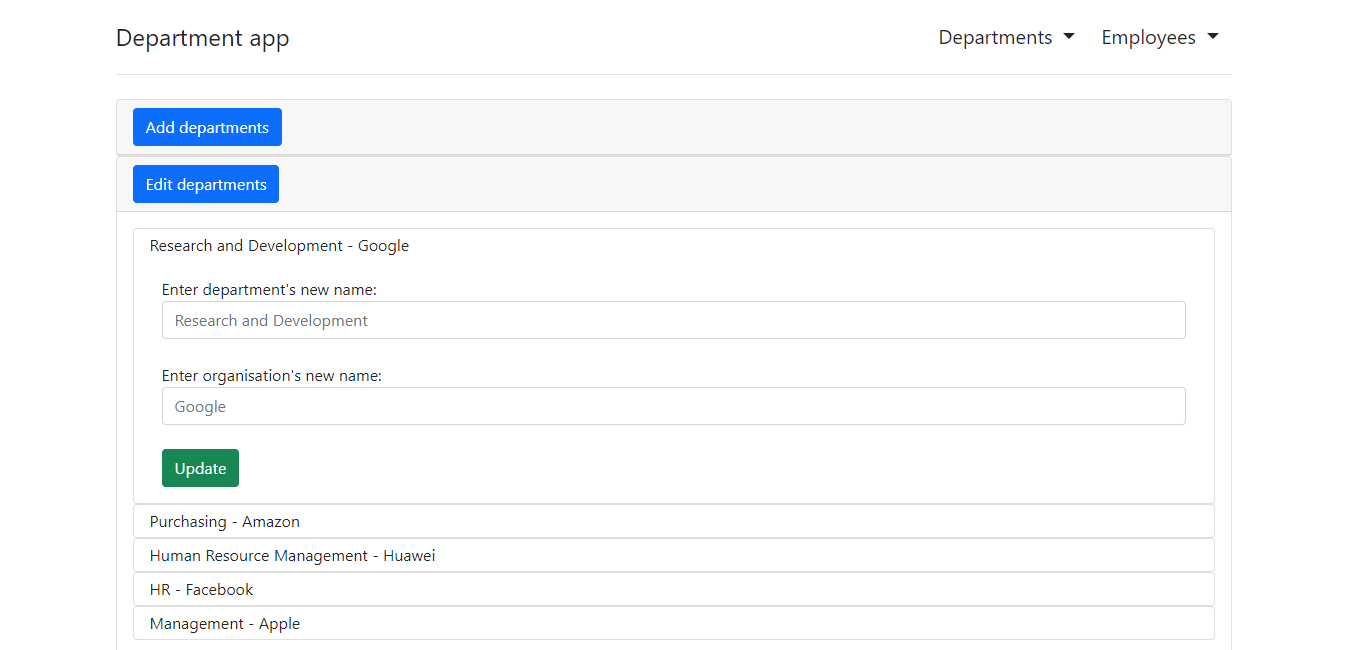 Department app
Departments
Employees
Add departments
Edit departments
Research and Development - Google
Enter department's new name:
Research and Development
Enter organisation's new name:
Google
Update
Purchasing - Amazon
Human Resource Management - Huawei
HR - Facebook
Management - Apple